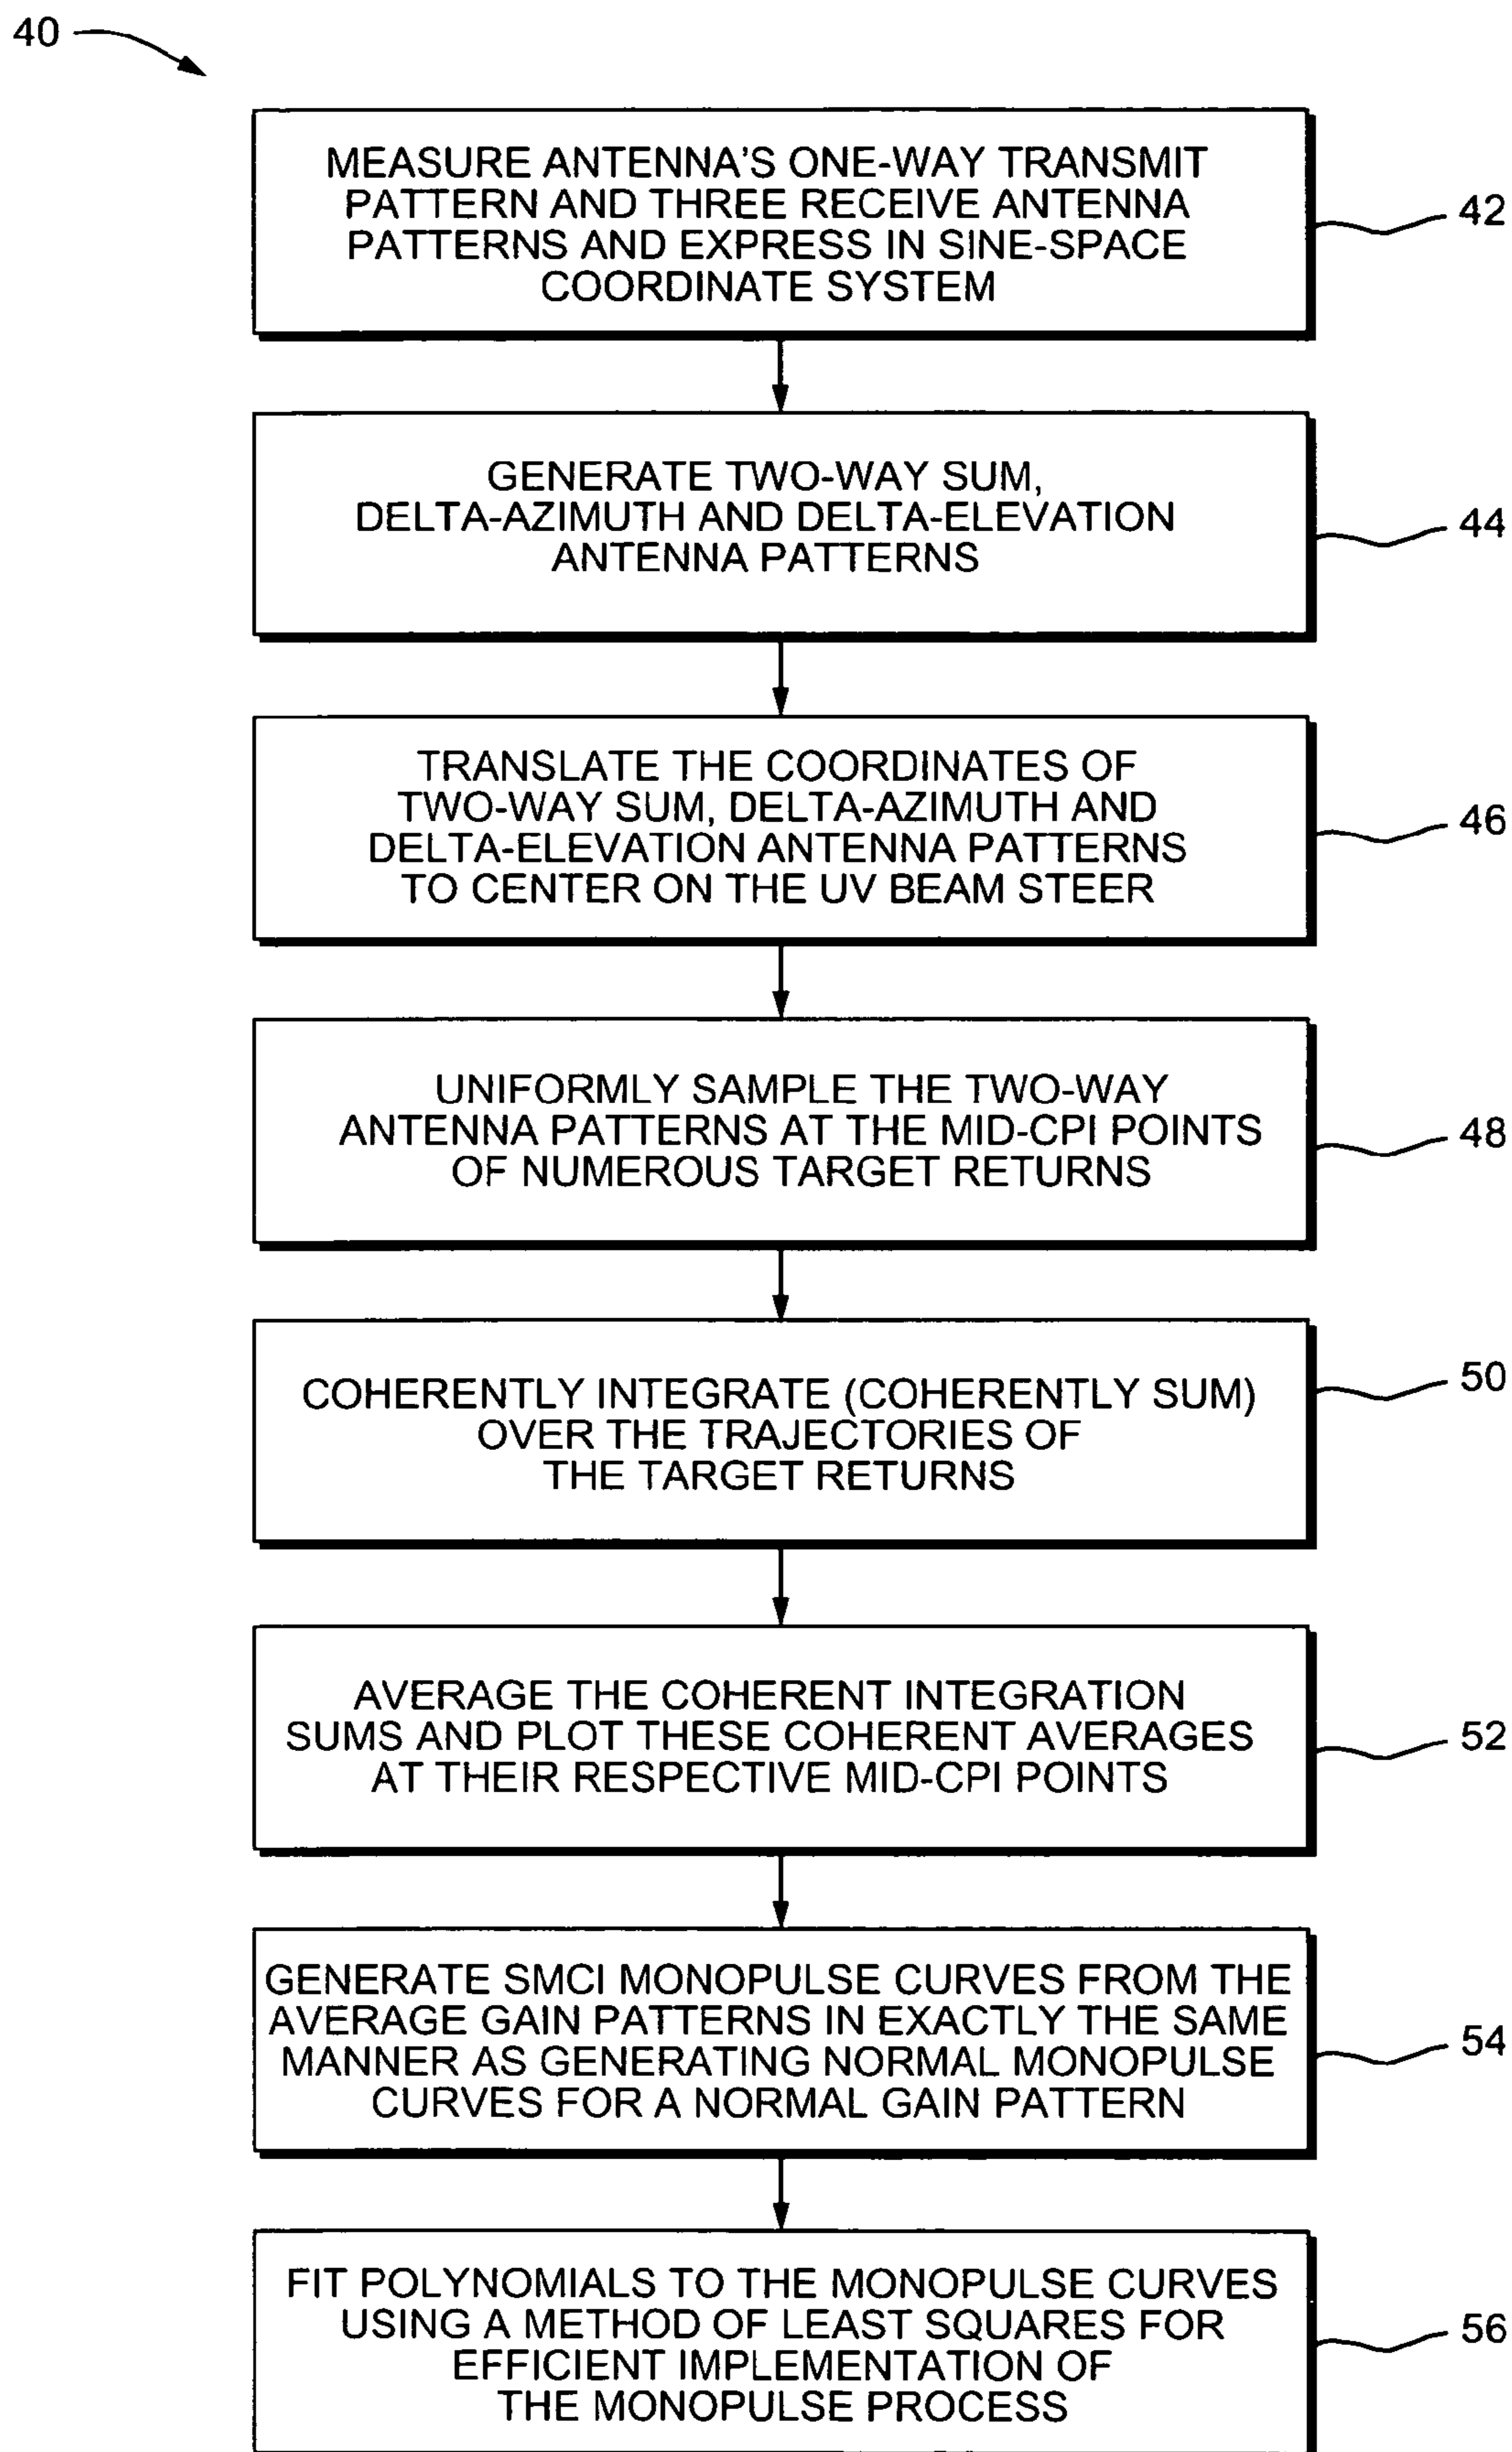 40
MEASURE ANTENNA'S ONE-WAY TRANSMIT
PATTERN AND THREE RECEIVE ANTENNA
PATTERNS AND EXPRESS IN SINE-SPACE
COORDINATE SYSTEM
42
GENERATE TWO-WAY SUM,
DELTA-AZIMUTH AND DELTA-ELEVATION
ANTENNA PATTERNS
44
TRANSLATE THE COORDINATES OF
TWO-WAY SUM, DELTA-AZIMUTH AND
DELTA-ELEVATION ANTENNA PATTERNS
TO CENTER ON THE UV BEAM STEER
46
UNIFORMLY SAMPLE THE TWO-WAY
ANTENNA PATTERNS AT THE MID-CPI POINTS
OF NUMEROUS TARGET RETURNS
48
COHERENTLY INTEGRATE (COHERENTLY SUM)
OVER THE TRAJECTORIES OF
THE TARGET RETURNS
50
AVERAGE THE COHERENT INTEGRATION
SUMS AND PLOT THESE COHERENT AVERAGES
AT THEIR RESPECTIVE MID-CPI POINTS
52
GENERATE SMCI MONOPULSE CURVES FROM THE
AVERAGE GAIN PATTERNS IN EXACTLY THE SAME
MANNER AS GENERATING NORMAL MONOPULSE
CURVES FOR A NORMAL GAIN PATTERN
54
FIT POLYNOMIALS TO THE MONOPULSE CURVES
USING A METHOD OF LEAST SQUARES FOR
EFFICIENT IMPLEMENTATION OF
THE MONOPULSE PROCESS
56